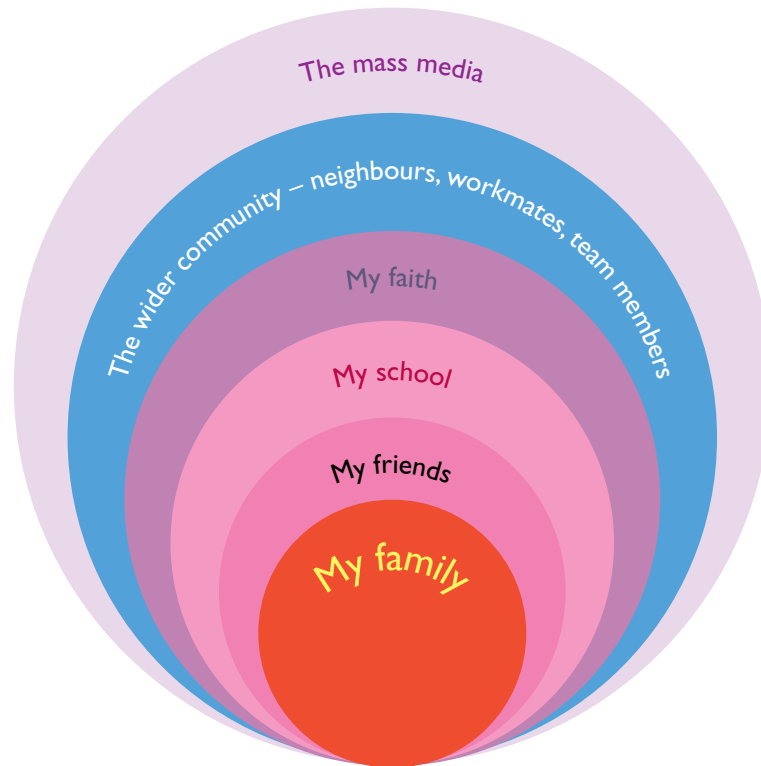 The mass media
The wider community – neighbours, workmates, team members
My faith
My school
My friends
My family